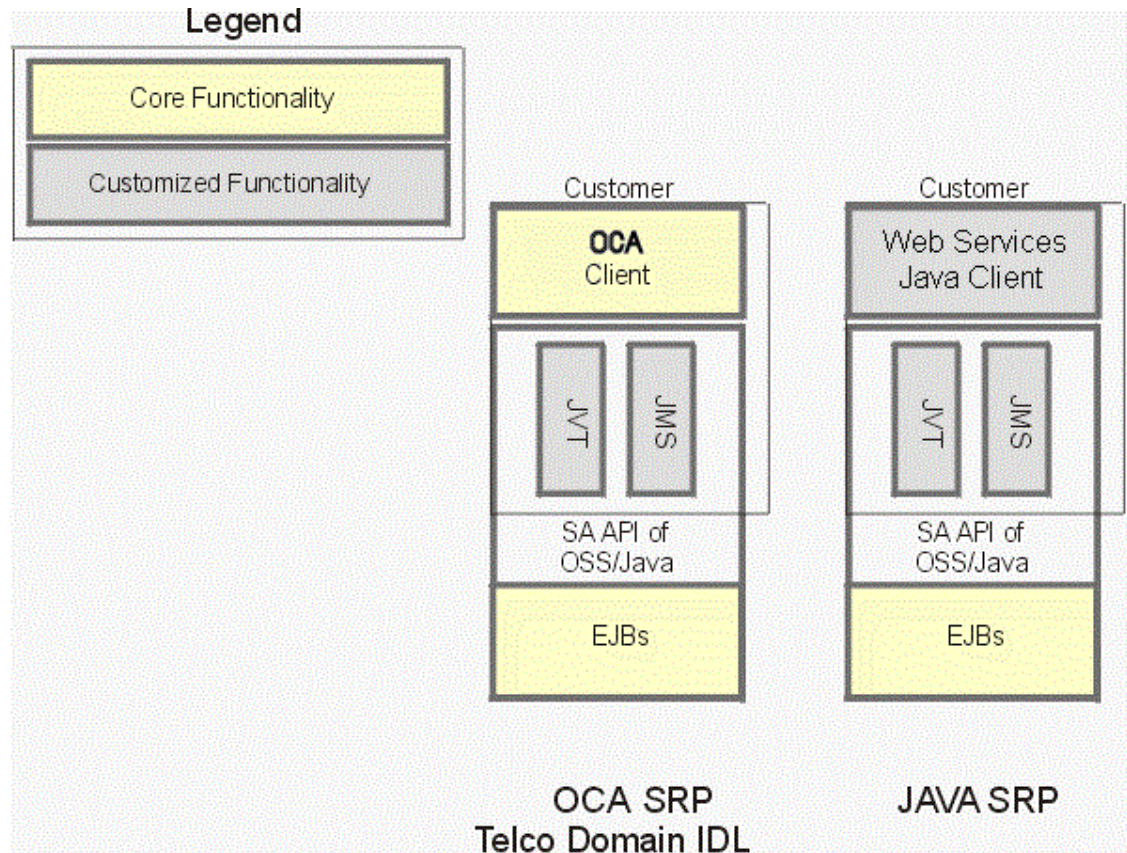 Legend
Core Functionality
Customized Functionality
Customer
OCA
Client
JVT
JMS
SA API of
OSS/Java
EJBs
OCA SRP
Telco Domain IDL
Customer
Web Services
Java Client
JVT
JMS
SA API of
OSS/Java
EJBs
JAVA SRP